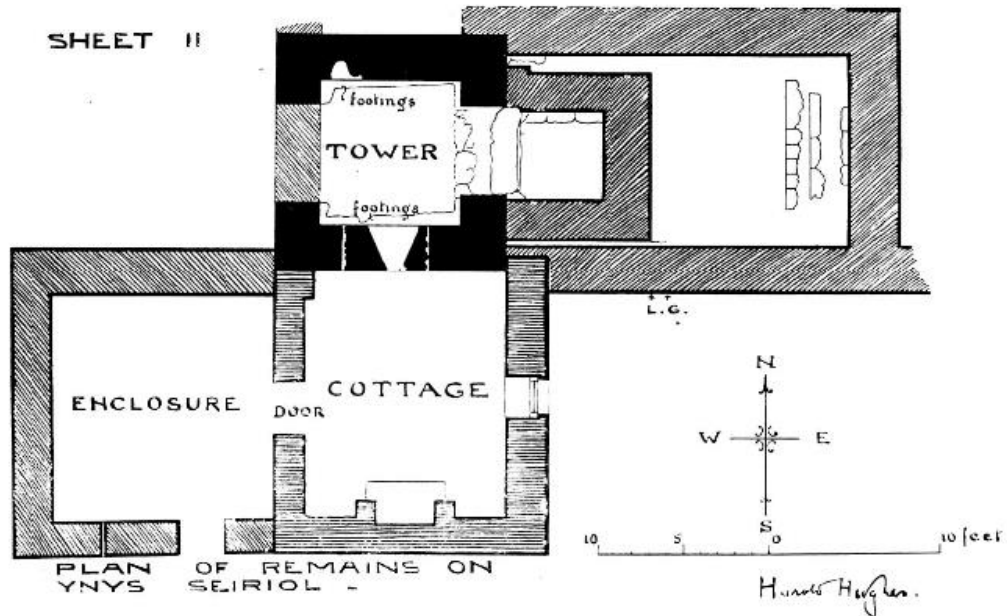 SHEET 11
footings
TOWER
footings
L.G.
ENCLOSURE
DOOR
COTTAGE
N
W E
S
10 5 0 10 feet
PLAN OF REMAINS ON
YNYS SEIRIOL -
Harold Hughes.